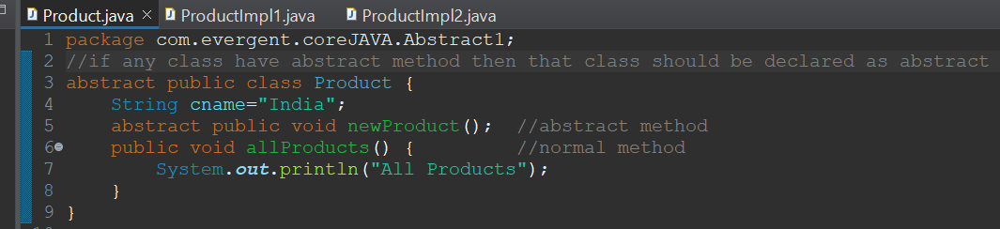 Product.java ProductImpl1.java ProductImpl2.java
1 package com.evergent.coreJAVA.Abstract1;
2 //if any class have abstract method then that class should be declared as abstract
3 abstract public class Product {
4 String cname="India";
5 abstract public void newProduct(); //abstract method
6 public void allProducts() { //normal method
7 System.out.println("All Products");
8 }
9 }